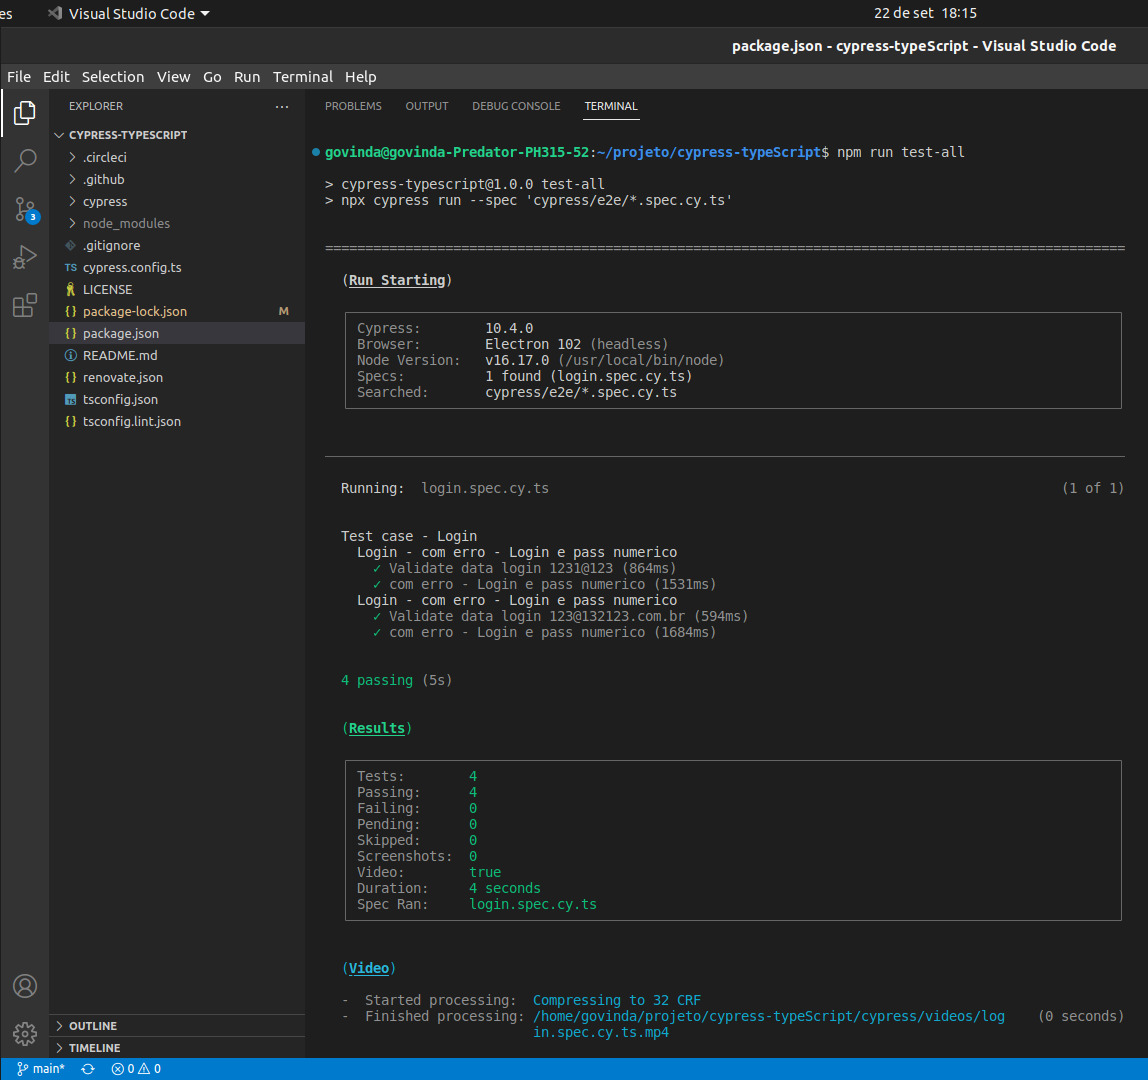 es
Visual Studio Code
22 de set 18:15
package.json - cypress-typeScript - Visual Studio Code
File Edit Selection View Go Run Terminal Help
EXPLORER ...
CYPRESS-TYPESCRIPT
.circleci
.github
cypress
node_modules
.gitignore
TS cypress.config.ts
LICENSE
{} package-lock.json M
{} package.json
README.md
{} renovate.json
TS tsconfig.json
{} tsconfig.lint.json
3
OUTLINE
TIMELINE
PROBLEMS OUTPUT DEBUG CONSOLE TERMINAL
govinda@govinda-Predator-PH315-52:~/projeto/cypress-typeScript$ npm run test-all
> cypress-typescript@1.0.0 test-all
> npx cypress run --spec 'cypress/e2e/*.spec.cy.ts'
====================================================================================================
(Run Starting)
Cypress: 10.4.0
Browser: Electron 102 (headless)
Node Version: v16.17.0 (/usr/local/bin/node)
Specs: 1 found (login.spec.cy.ts)
Searched: cypress/e2e/*.spec.cy.ts
Running: login.spec.cy.ts (1 of 1)
Test case - Login
Login - com erro - Login e pass numerico
✓ Validate data login 1231@123 (864ms)
✓ com erro - Login e pass numerico (1531ms)
Login - com erro - Login e pass numerico
✓ Validate data login 123@132123.com.br (594ms)
✓ com erro - Login e pass numerico (1684ms)
4 passing (5s)
(Results)
Tests: 4
Passing: 4
Failing: 0
Pending: 0
Skipped: 0
Screenshots: 0
Video: true
Duration: 4 seconds
Spec Ran: login.spec.cy.ts
(Video)
- Started processing: Compressing to 32 CRF
- Finished processing: /home/govinda/projeto/cypress-typeScript/cypress/videos/log (0 seconds)
in.spec.cy.ts.mp4
main* 0 0